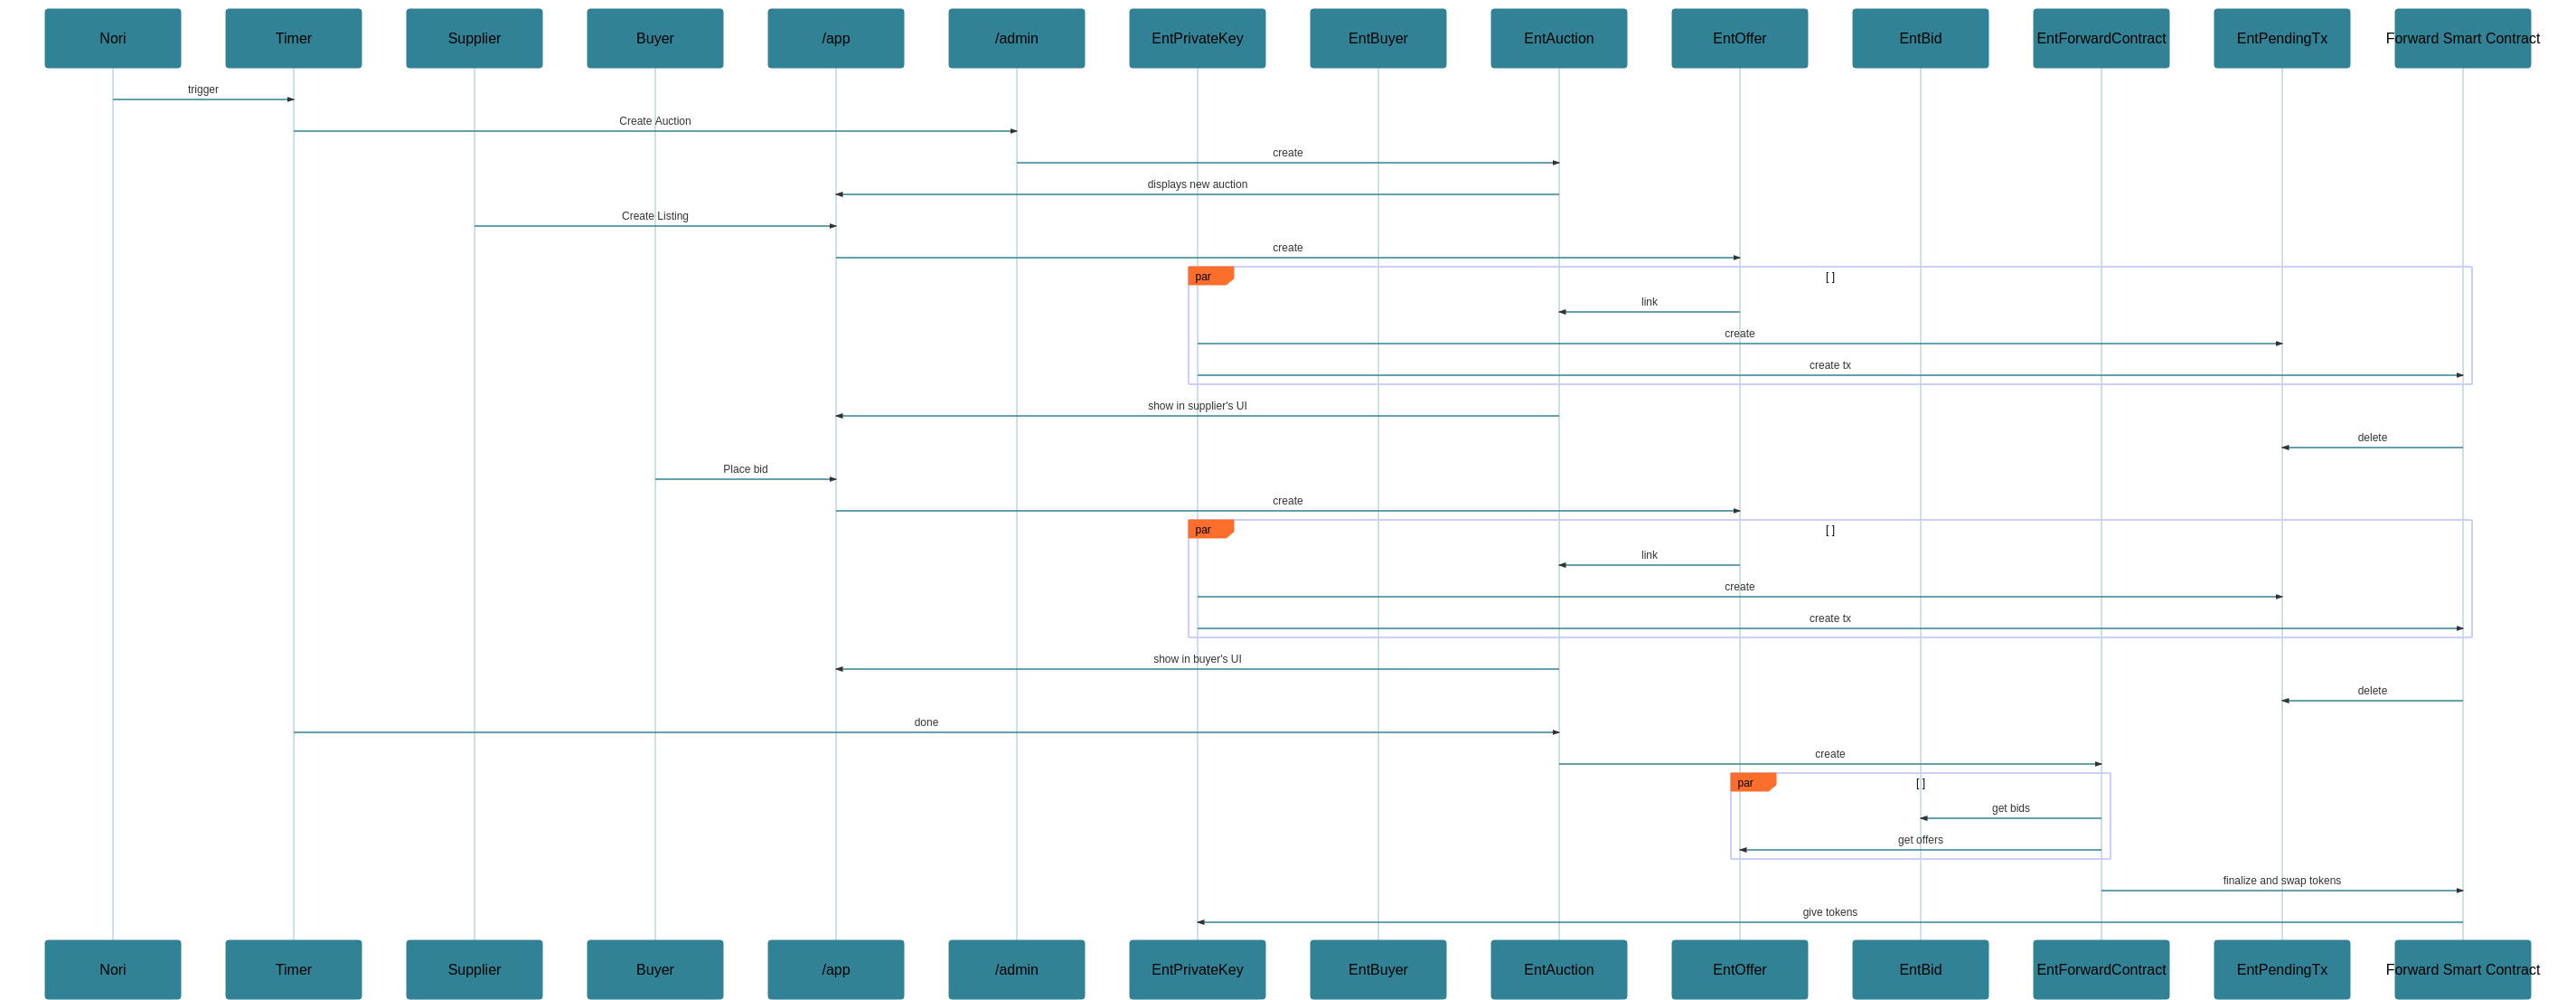 Nori
Timer
Supplier
Buyer
/app
/admin
EntPrivateKey
EntBuyer
EntAuction
EntOffer
EntBid
EntForwardContract
EntPendingTx
Forward Smart Contract
trigger
Create Auction
create
displays new auction
Create Listing
create
par
[ ]
link
create
create tx
show in supplier's UI
delete
Place bid
create
par
[ ]
link
create
create tx
show in buyer's UI
delete
done
create
par
[ ]
get bids
get offers
finalize and swap tokens
give tokens
Nori
Timer
Supplier
Buyer
/app
/admin
EntPrivateKey
EntBuyer
EntAuction
EntOffer
EntBid
EntForwardContract
EntPendingTx
Forward Smart Contract